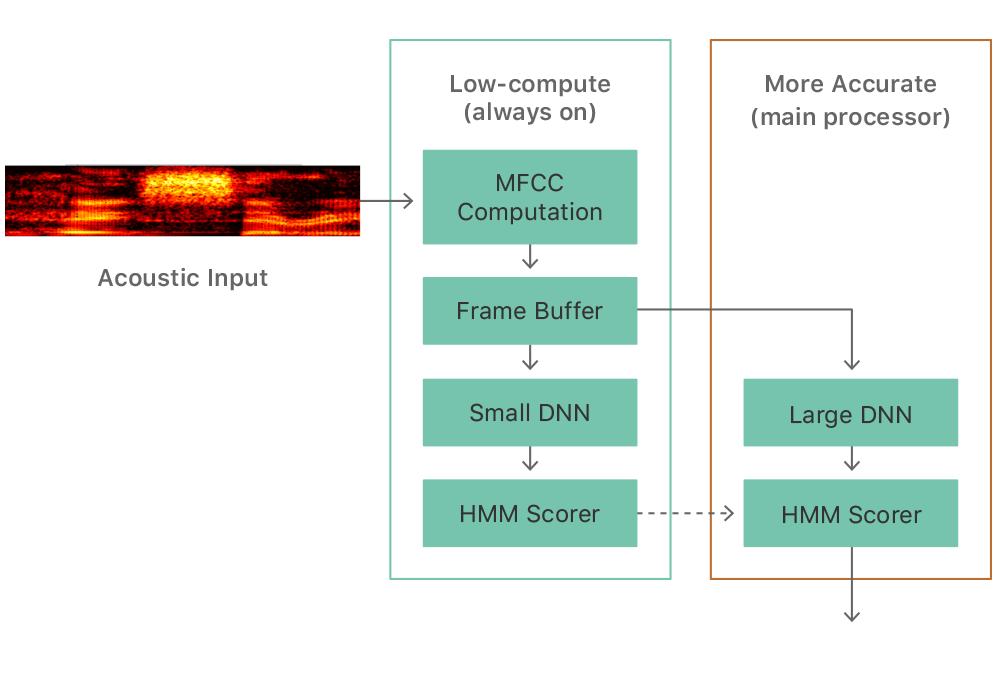 Acoustic Input
Low-compute
(always on)
MFCC
Computation
Frame Buffer
Small DNN
HMM Scorer
More Accurate
(main processor)
Large DNN
HMM Scorer